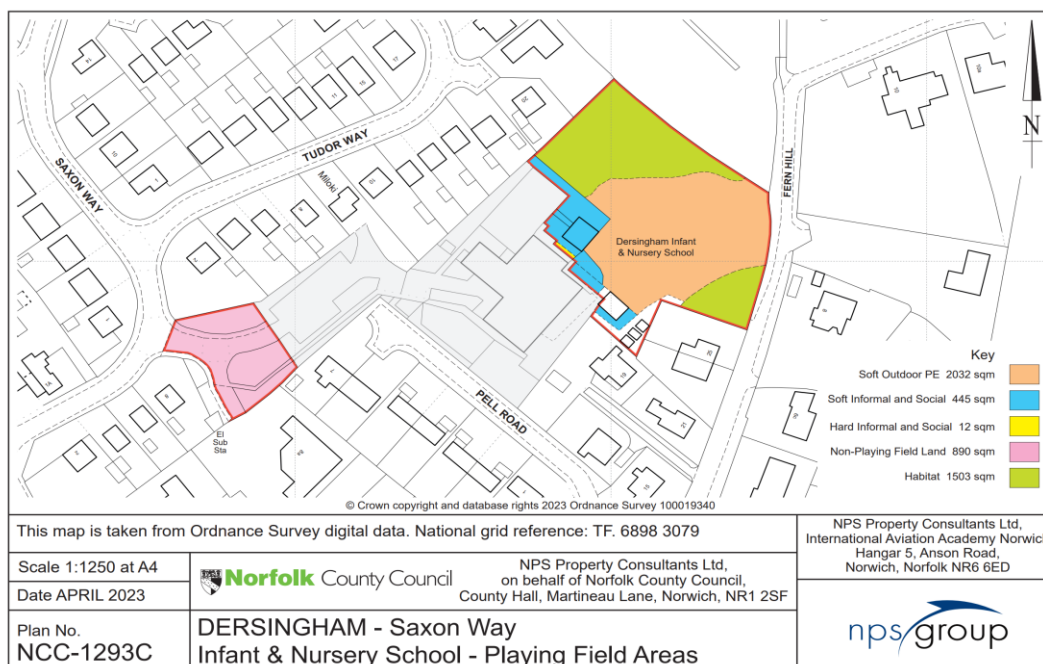 SAXON WAY
TUDOR WAY
Miloki
FERN HILL
N
Dersingham Infant
& Nursery School
PELL ROAD
El
Sub
Sta
Key
Soft Outdoor PE 2032 sqm
Soft Informal and Social 445 sqm
Hard Informal and Social 12 sqm
Non-Playing Field Land 890 sqm
Habitat 1503 sqm
© Crown copyright and database rights 2023 Ordnance Survey 100019340
This map is taken from Ordnance Survey digital data. National grid reference: TF. 6898 3079
Scale 1:1250 at A4
Date APRIL 2023
Plan No.
NCC-1293C
Norfolk County Council
NPS Property Consultants Ltd,
on behalf of Norfolk County Council,
County Hall, Martineau Lane, Norwich, NR1 2SF
DERSINGHAM - Saxon Way
Infant & Nursery School - Playing Field Areas
NPS Property Consultants Ltd,
International Aviation Academy Norwich
Hangar 5, Anson Road,
Norwich, Norfolk NR6 6ED
nps group